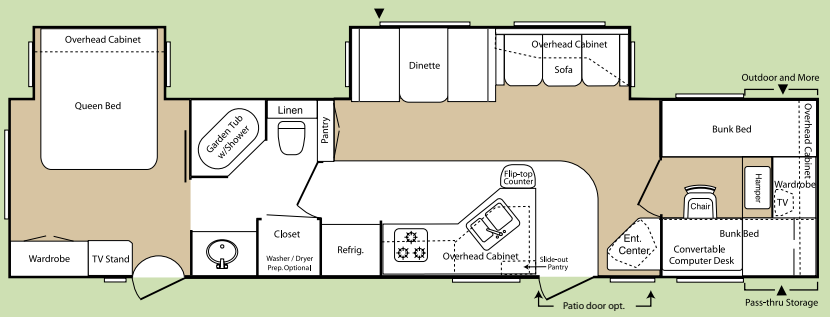 Overhead Cabinet
Queen Bed
Wardrobe
TV Stand
Garden Tub
w/Shower
Linen
Pantry
Closet
Washer / Dryer
Prep. Optional
Refrig.
Dinette
Overhead Cabinet
Sofa
Flip-top
Counter
Overhead Cabinet
Slide-out
Pantry
Patio door opt.
Ent.
Center
Outdoor and More
Bunk Bed
Overhead Cabinet
Hamper
Wardrobe
TV
Chair
Bunk Bed
Convertable
Computer Desk
Pass-thru Storage